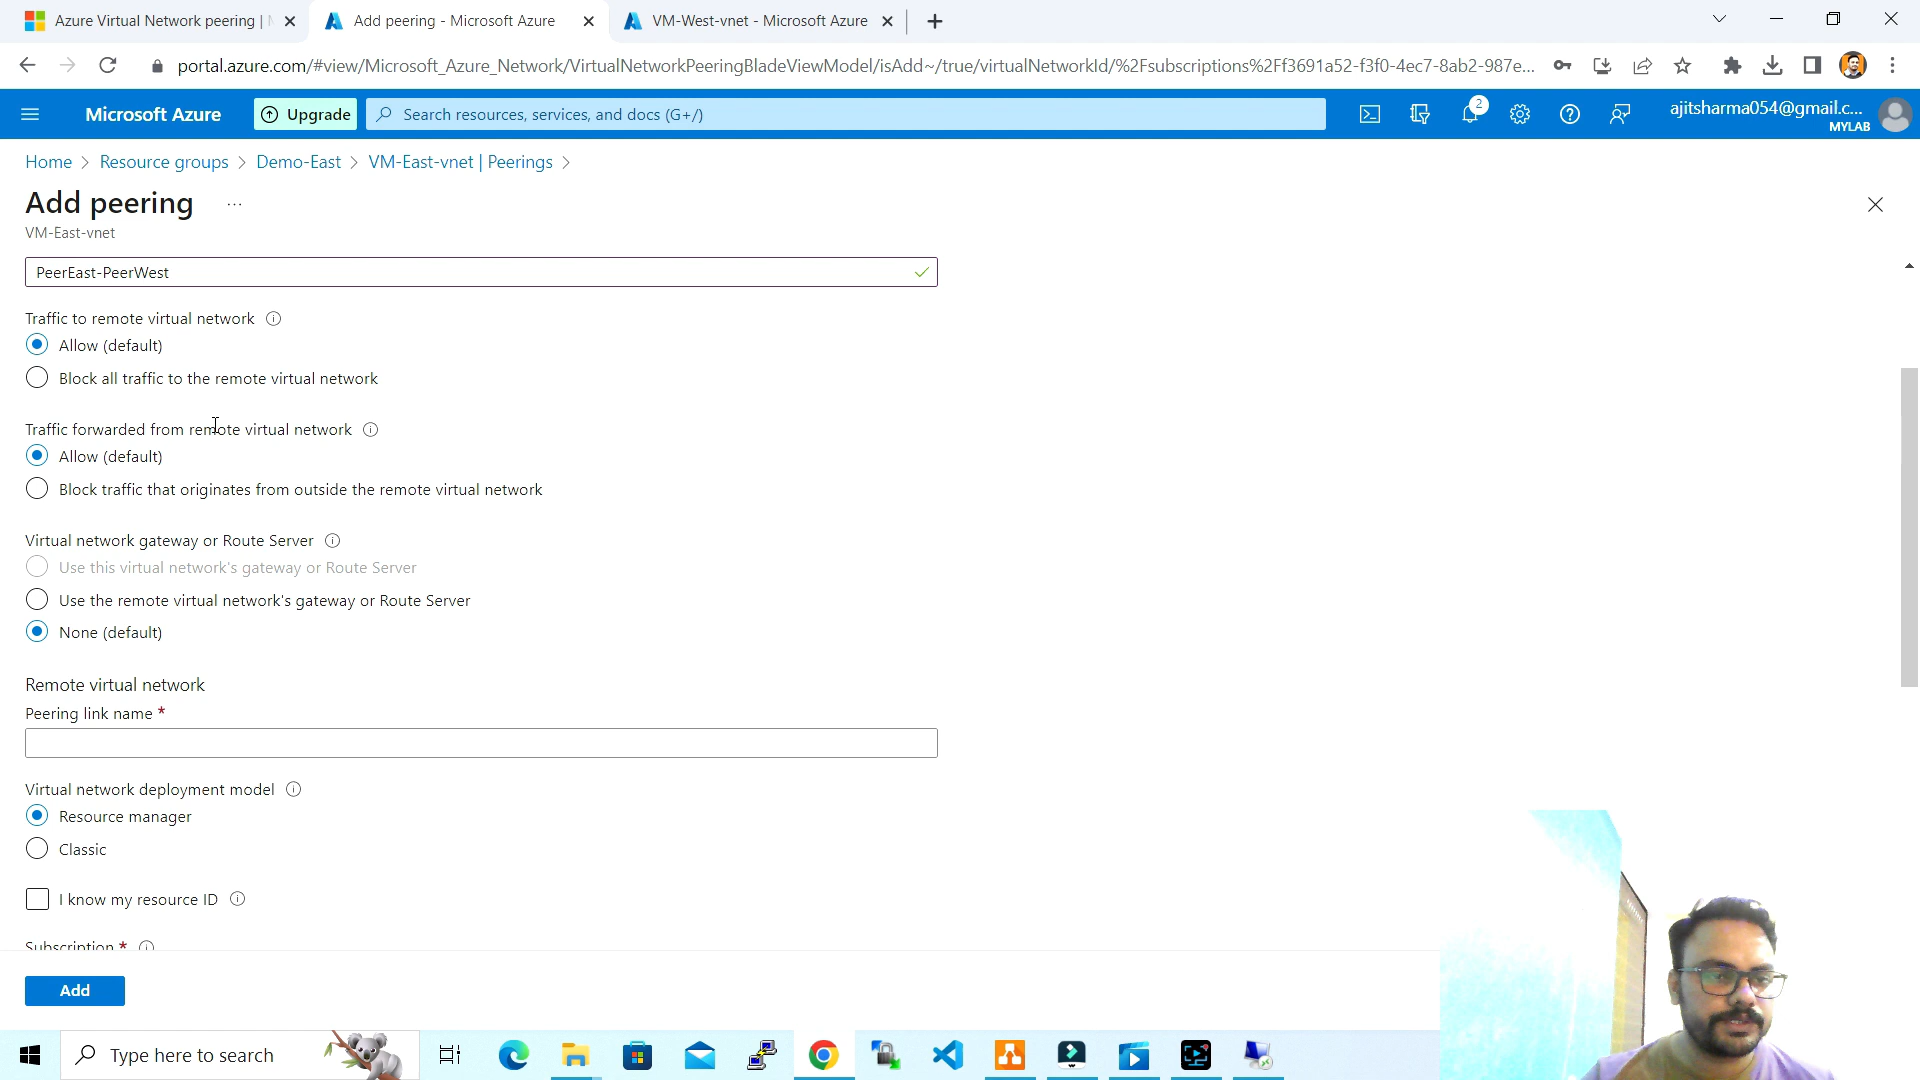 Azure Virtual Network peering |
Add peering - Microsoft Azure
VM-West-vnet - Microsoft Azure
portal.azure.com/#view/Microsoft_Azure_Network/VirtualNetworkPeeringBladeViewModel/isAdd~/true/virtualNetworkId/%2Fsubscriptions%2Ff3691a52-f3f0-4ec7-8ab2-987e...
Microsoft Azure
Upgrade
Search resources, services, and docs (G+/)
2
ajitsharma054@gmail.c...
MYLAB
Home > Resource groups > Demo-East > VM-East-vnet | Peerings >
Add peering ...
VM-East-vnet
PeerEast-PeerWest
Traffic to remote virtual network
Allow (default)
Block all traffic to the remote virtual network
Traffic forwarded from remote virtual network
Allow (default)
Block traffic that originates from outside the remote virtual network
Virtual network gateway or Route Server
Use this virtual network's gateway or Route Server
Use the remote virtual network's gateway or Route Server
None (default)
Remote virtual network
Peering link name *
Virtual network deployment model
Resource manager
Classic
I know my resource ID
Subscription *
Add
Type here to search